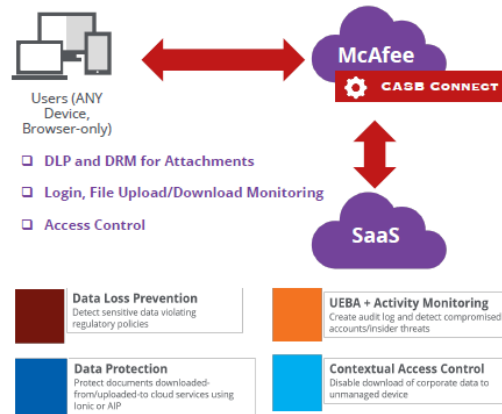 McAfee
CASB CONNECT
Users (ANY
Device,
Browser-only)
❑ DLP and DRM for Attachments
❑ Login, File Upload/Download Monitoring
❑ Access Control
SaaS
Data Loss Prevention
Detect sensitive data violating
regulatory policies
UEBA + Activity Monitoring
Create audit log and detect compromised
accounts/insider threats
Data Protection
Protect documents downloaded-
from/uploaded-to cloud services using
Ionic or AIP
Contextual Access Control
Disable download of corporate data to
unmanaged device